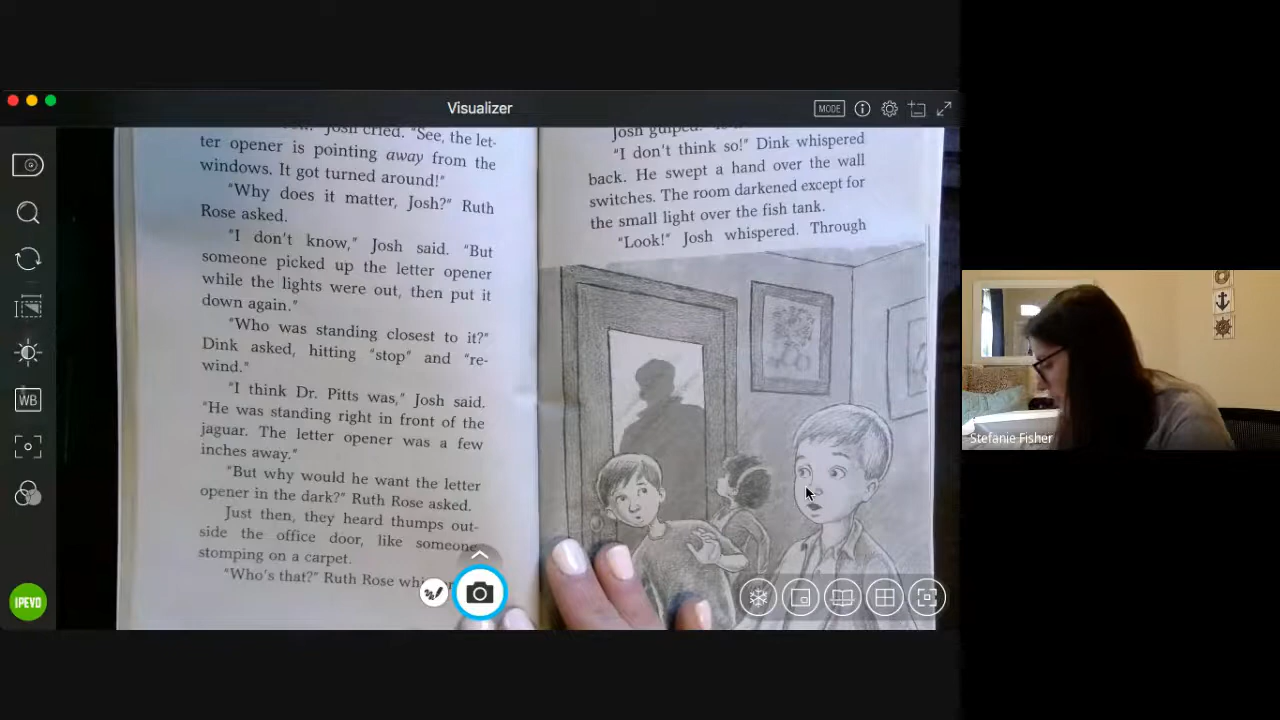 Visualizer
MODE
Josh cried. "See, the let-
ter opener is pointing away from the
windows. It got turned around!"
"Why does it matter, Josh?" Ruth
Rose asked.
"I don't know," Josh said. "But
someone picked up the letter opener
while the lights were out, then put it
down again."
"Who was standing closest to it?"
Dink asked, hitting "stop" and "re-
wind."
"I think Dr. Pitts was," Josh said.
"He was standing right in front of the
jaguar. The letter opener was a few
inches away."
"But why would he want the letter
opener in the dark?" Ruth Rose asked.
Just then, they heard thumps out-
side the office door, like someone
stomping on a carpet.
"Who's that?" Ruth Rose
Josh gulped.
"I don't think so!" Dink whispered
back. He swept a hand over the wall
switches. The room darkened except for
the small light over the fish tank.
"Look!" Josh whispered. Through
WB
IPEVO
Stefanie Fisher